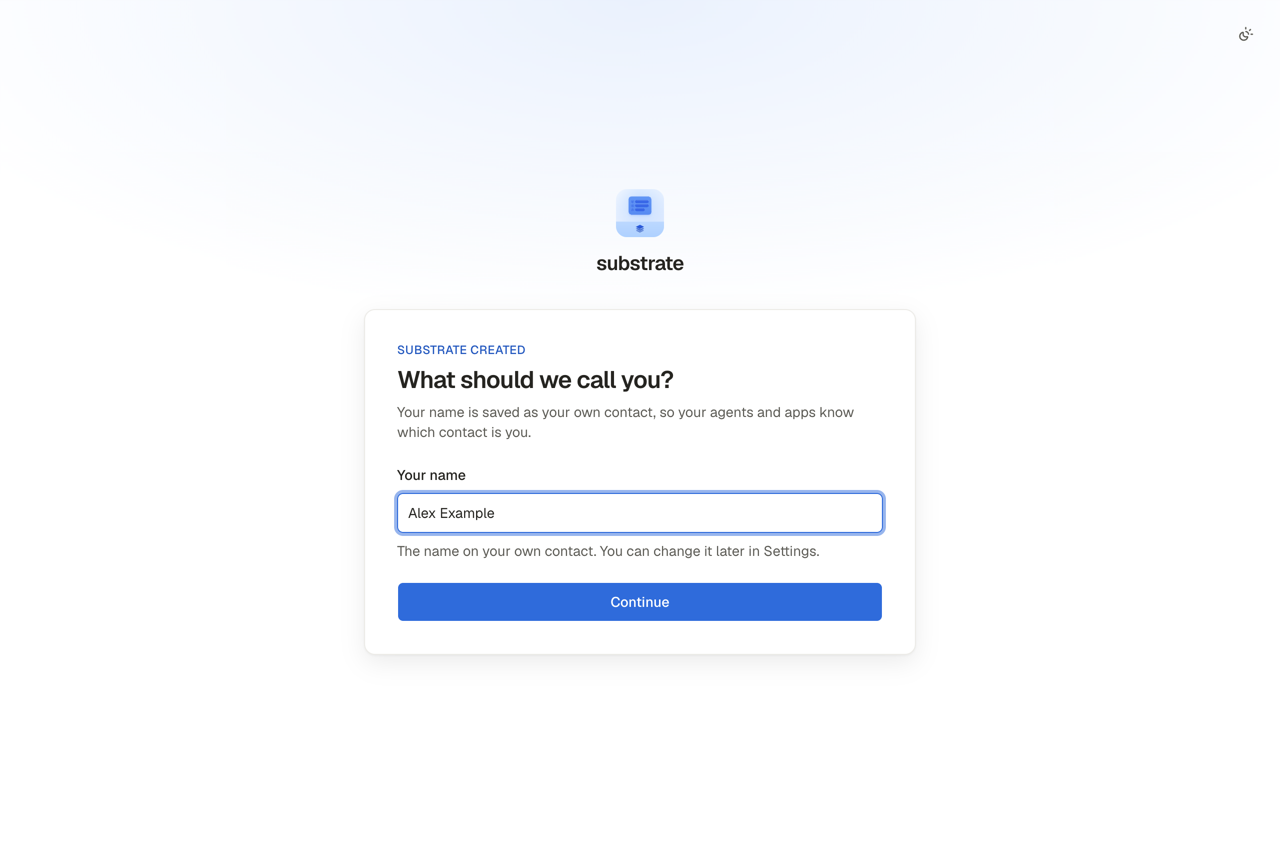 substrate
SUBSTRATE CREATED
What should we call you?
Your name is saved as your own contact, so your agents and apps know
which contact is you.
Your name
Alex Example
The name on your own contact. You can change it later in Settings.
Continue